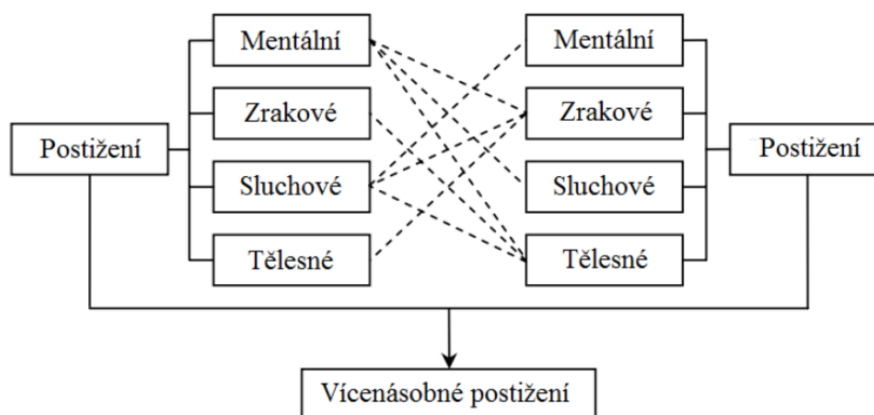 Mentální
Mentální
Zrakové
Zrakové
Postižení
Postižení
Sluchové
Sluchové
Tělesné
Tělesné
Vícenásobné postižení